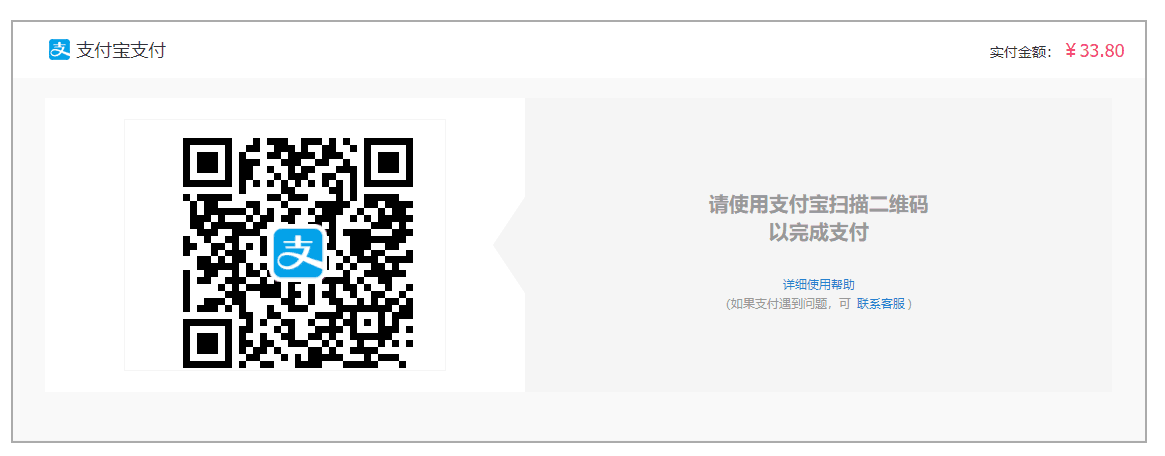 支 支付宝支付
实付金额： ¥33.80
支
请使用支付宝扫描二维码
以完成支付
详细使用帮助
(如果支付遇到问题，可 联系客服 )